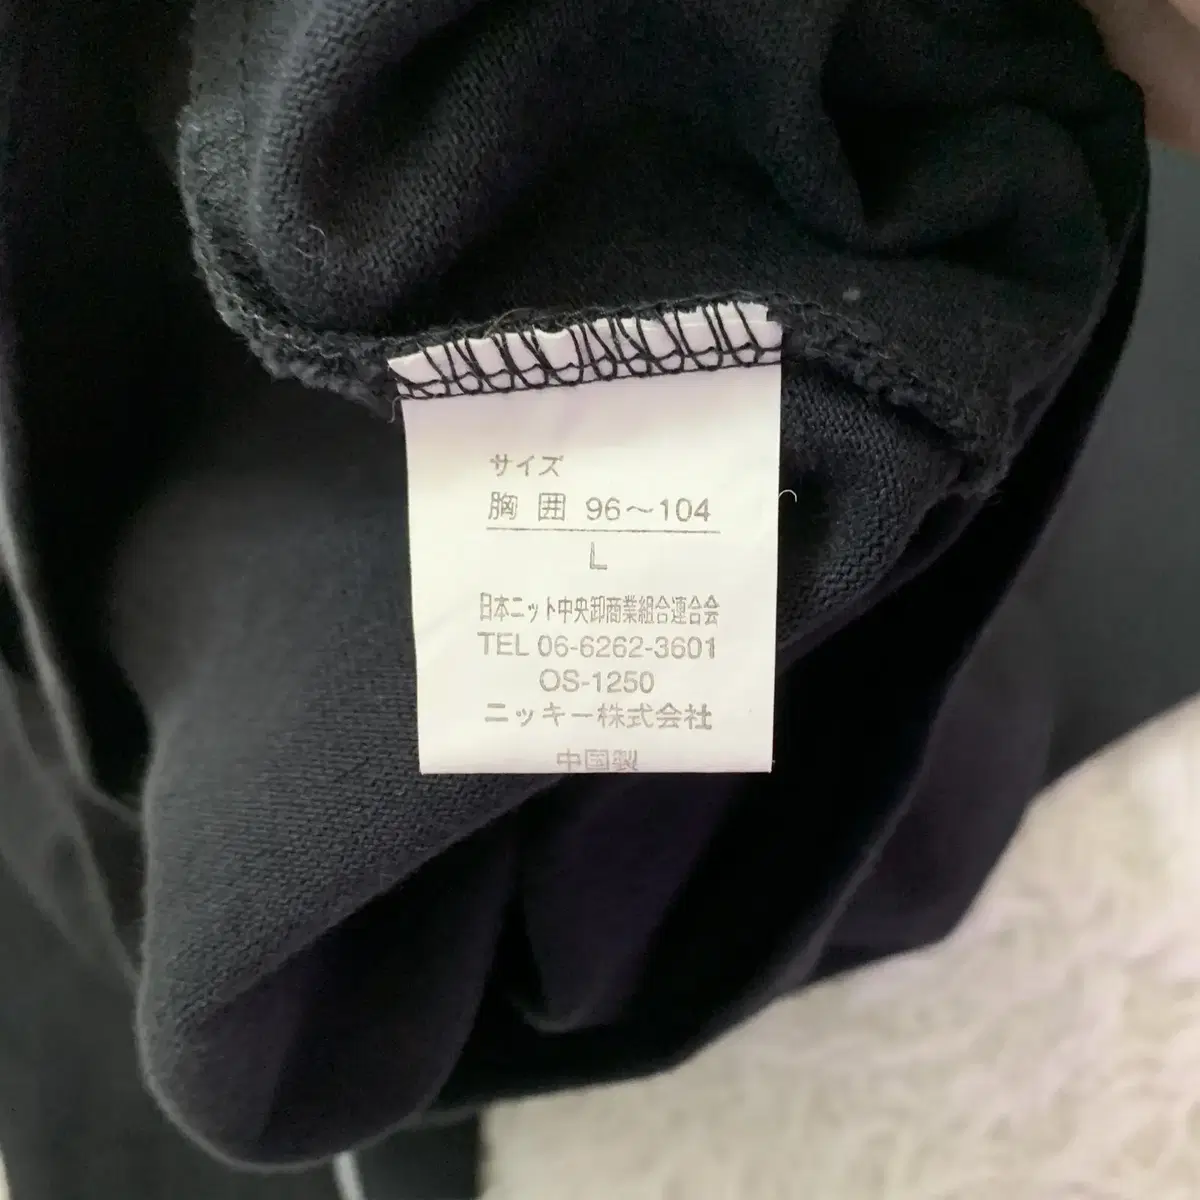 サイズ
胸囲 96〜104
L
日本ニット中央卸商業組合連合会
TEL 06-6262-3601
OS-1250
ニッキー株式会社
中国製